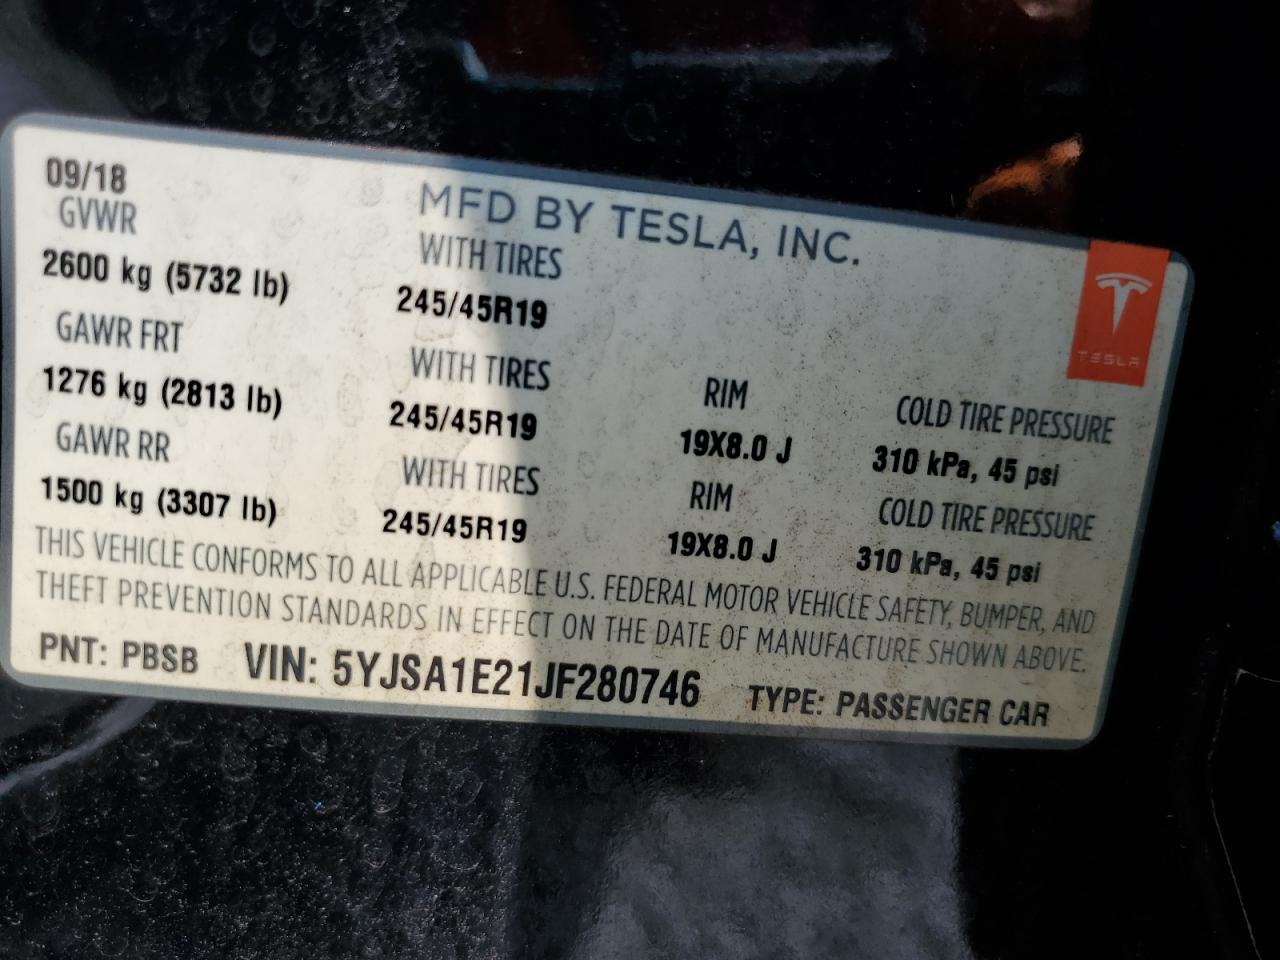 09/18
MFD BY TESLA, INC.
GVWR WITH TIRES
2600 kg (5732 lb) 245/45R19
TESLA
GAWR FRT WITH TIRES RIM COLD TIRE PRESSURE
1276 kg (2813 lb) 245/45R19 19X8.0 J 310 kPa, 45 psi
GAWR RR WITH TIRES RIM COLD TIRE PRESSURE
1500 kg (3307 lb) 245/45R19 19X8.0 J 310 kPa, 45 psi
THIS VEHICLE CONFORMS TO ALL APPLICABLE U.S. FEDERAL MOTOR VEHICLE SAFETY, BUMPER, AND
THEFT PREVENTION STANDARDS IN EFFECT ON THE DATE OF MANUFACTURE SHOWN ABOVE.
PNT: PBSB VIN: 5YJSA1E21JF280746 TYPE: PASSENGER CAR